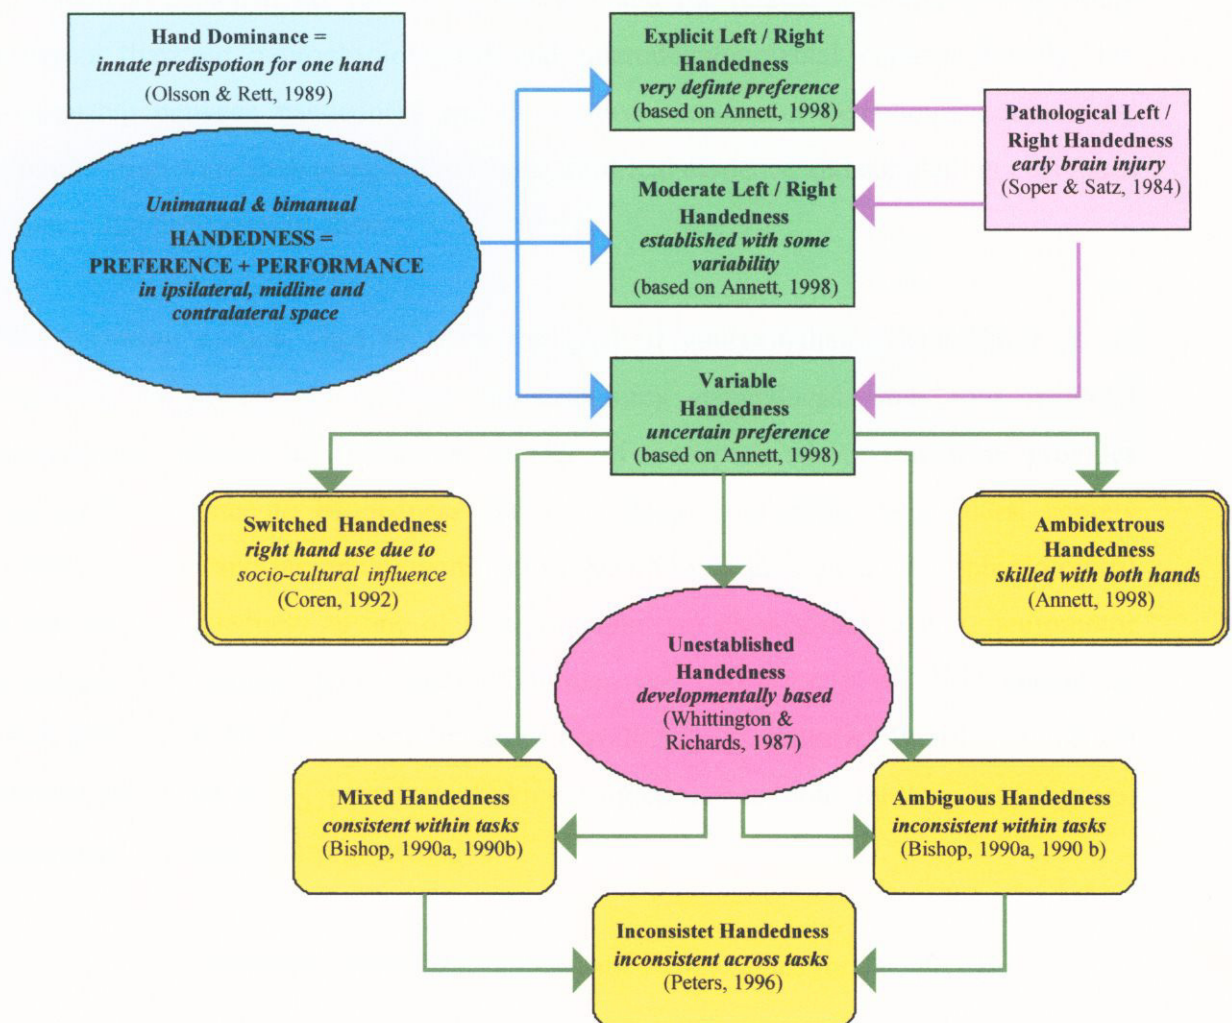 Hand Dominance =
innate predispotion for one hand
(Olsson & Rett, 1989)
Explicit Left / Right
Handedness
very definte preference
(based on Annett, 1998)
Pathological Left /
Right Handedness
early brain injury
(Soper & Satz, 1984)
Unimanual & bimanual
HANDEDNESS =
PREFERENCE + PERFORMANCE
in ipsilateral, midline and
contralateral space
Moderate Left / Right
Handedness
established with some
variability
(based on Annett, 1998)
Variable
Handedness
uncertain preference
(based on Annett, 1998)
Switched Handedness
right hand use due to
socio-cultural influence
(Coren, 1992)
Ambidextrous
Handedness
skilled with both hands
(Annett, 1998)
Unestablished
Handedness
developmentally based
(Whittington &
Richards, 1987)
Mixed Handedness
consistent within tasks
(Bishop, 1990a, 1990b)
Ambiguous Handedness
inconsistent within tasks
(Bishop, 1990a, 1990 b)
Inconsistet Handedness
inconsistent across tasks
(Peters, 1996)